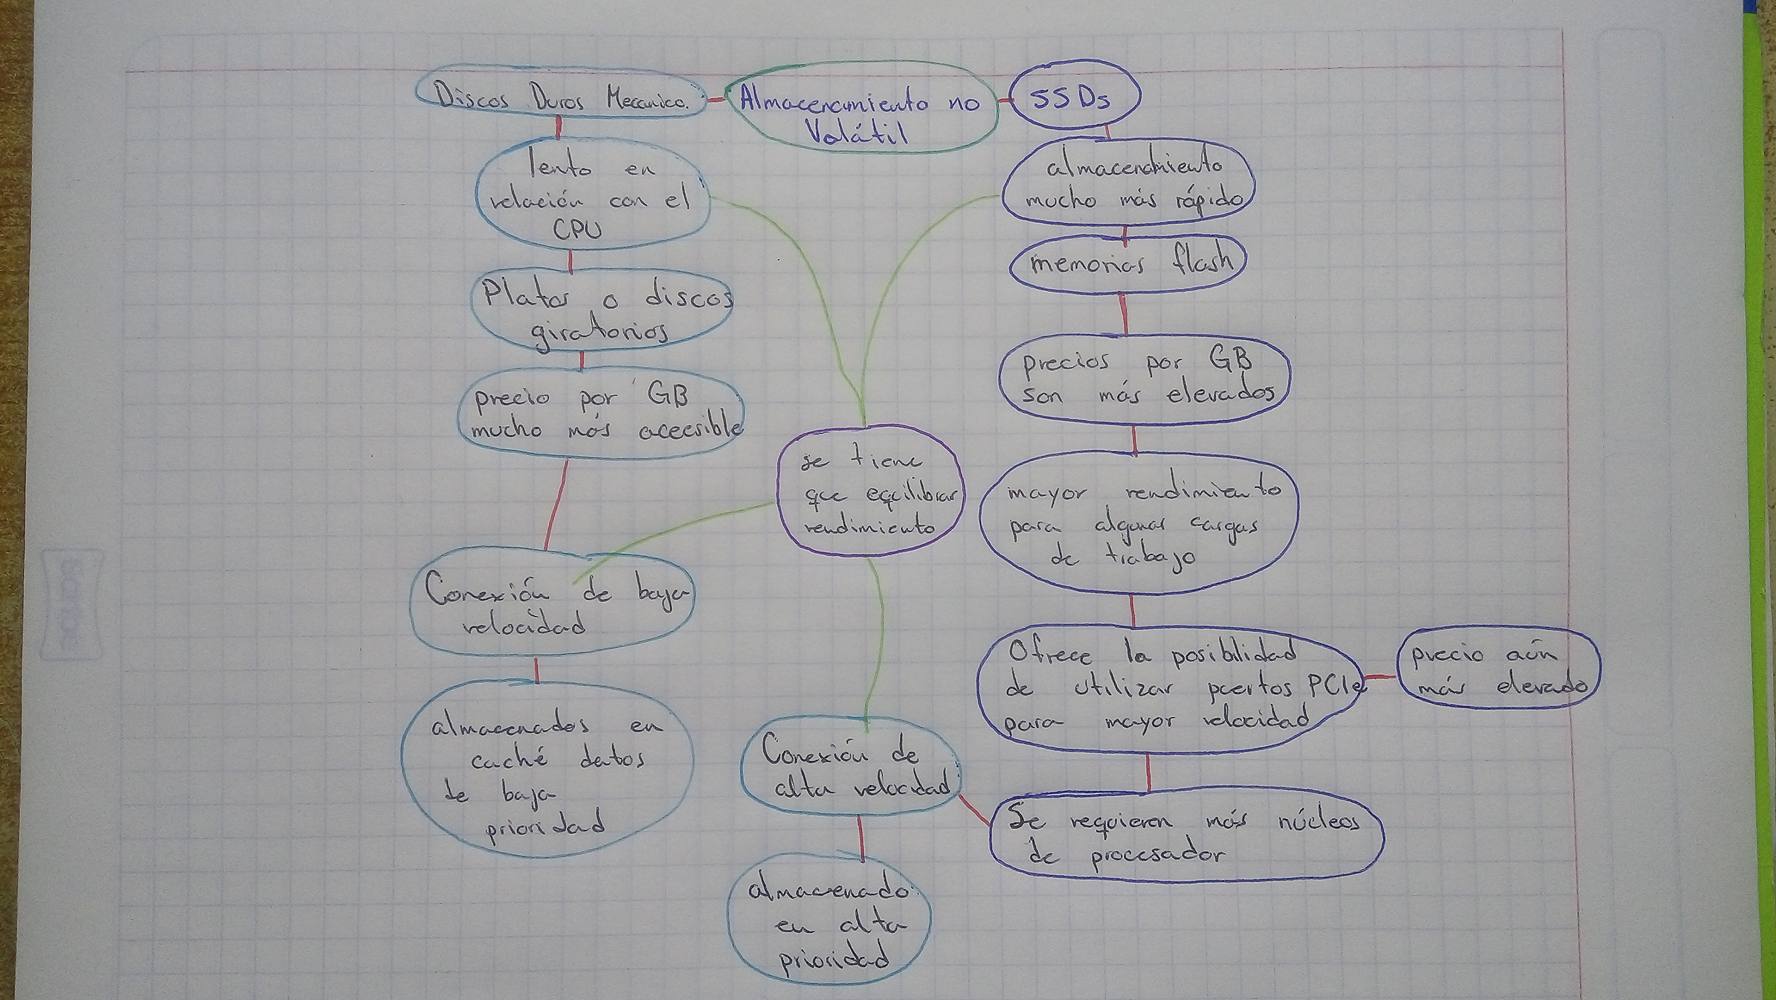 Discos Duros Mecanico.
Almacenamiento no
Volátil
SSDs
lento en
relación con el
CPU
Platos o discos
giratorios
precio por GB
mucho más accesible
Conexión de baja
velocidad
almacenados en
caché datos
de baja
prioridad
se tiene
que equilibrar
rendimiento
Conexión de
alta velocidad
almacenado
en alta
prioridad
almacenamiento
mucho más rápido
memorias flash
precios por GB
son más elevados
mayor rendimiento
para algunas cargas
de trabajo
Ofrece la posibilidad
de utilizar puertos PCIe
para mayor velocidad
precio aún
más elevado
Se requieren más núcleos
de procesador
Scribe